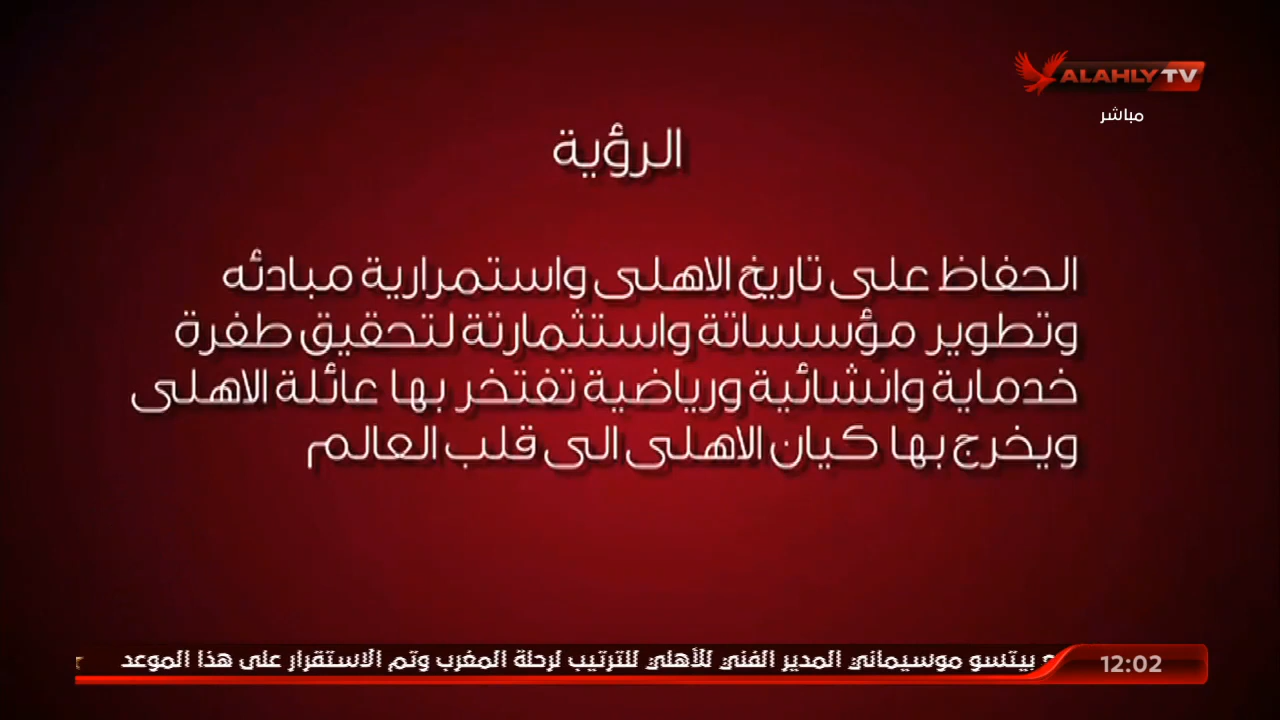 ALAHLY TV
مباشر
الرؤية
الحفاظ على تاريخ الاهلى واستمرارية مبادئه
وتطوير مؤسساتة واستثمارتة لتحقيق طفرة
خدماية وانشائية ورياضية تفتخر بها عائلة الاهلى
ويخرج بها كيان الاهلى الى قلب العالم
بيتسو موسيماني المدير الفني للأهلي للترتيب لرحلة المغرب وتم الاستقرار على هذا الموعد
12:02